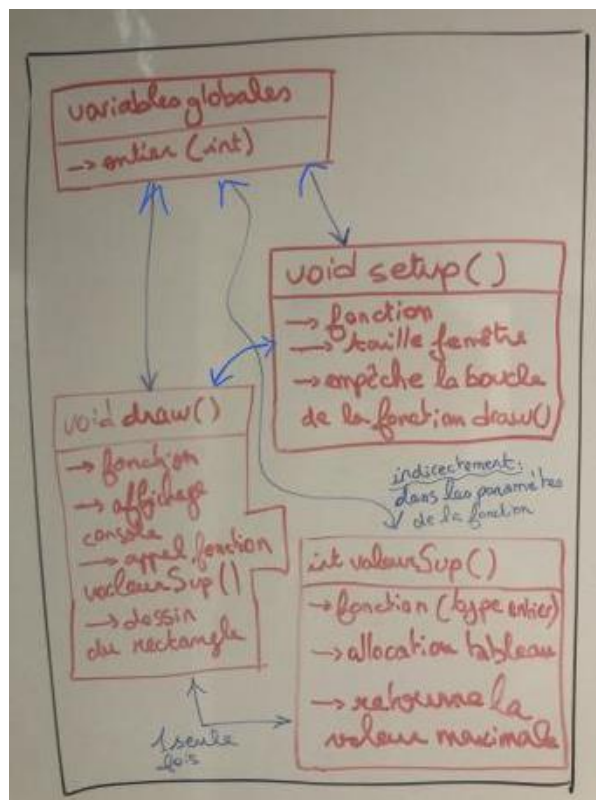 variables globales
→ entier (int)
void setup()
→ fonction
→ taille fenêtre
→ empêche la boucle
de la fonction draw()
void draw()
→ fonction
→ affichage
console
→ appel fonction
valeurSup()
→ dessin
du rectangle
indirectement:
dans les paramètres
de la fonction
int valeurSup()
→ fonction (type entier)
→ allocation tableau
→ retourne la
valeur maximale
1 seule
fois